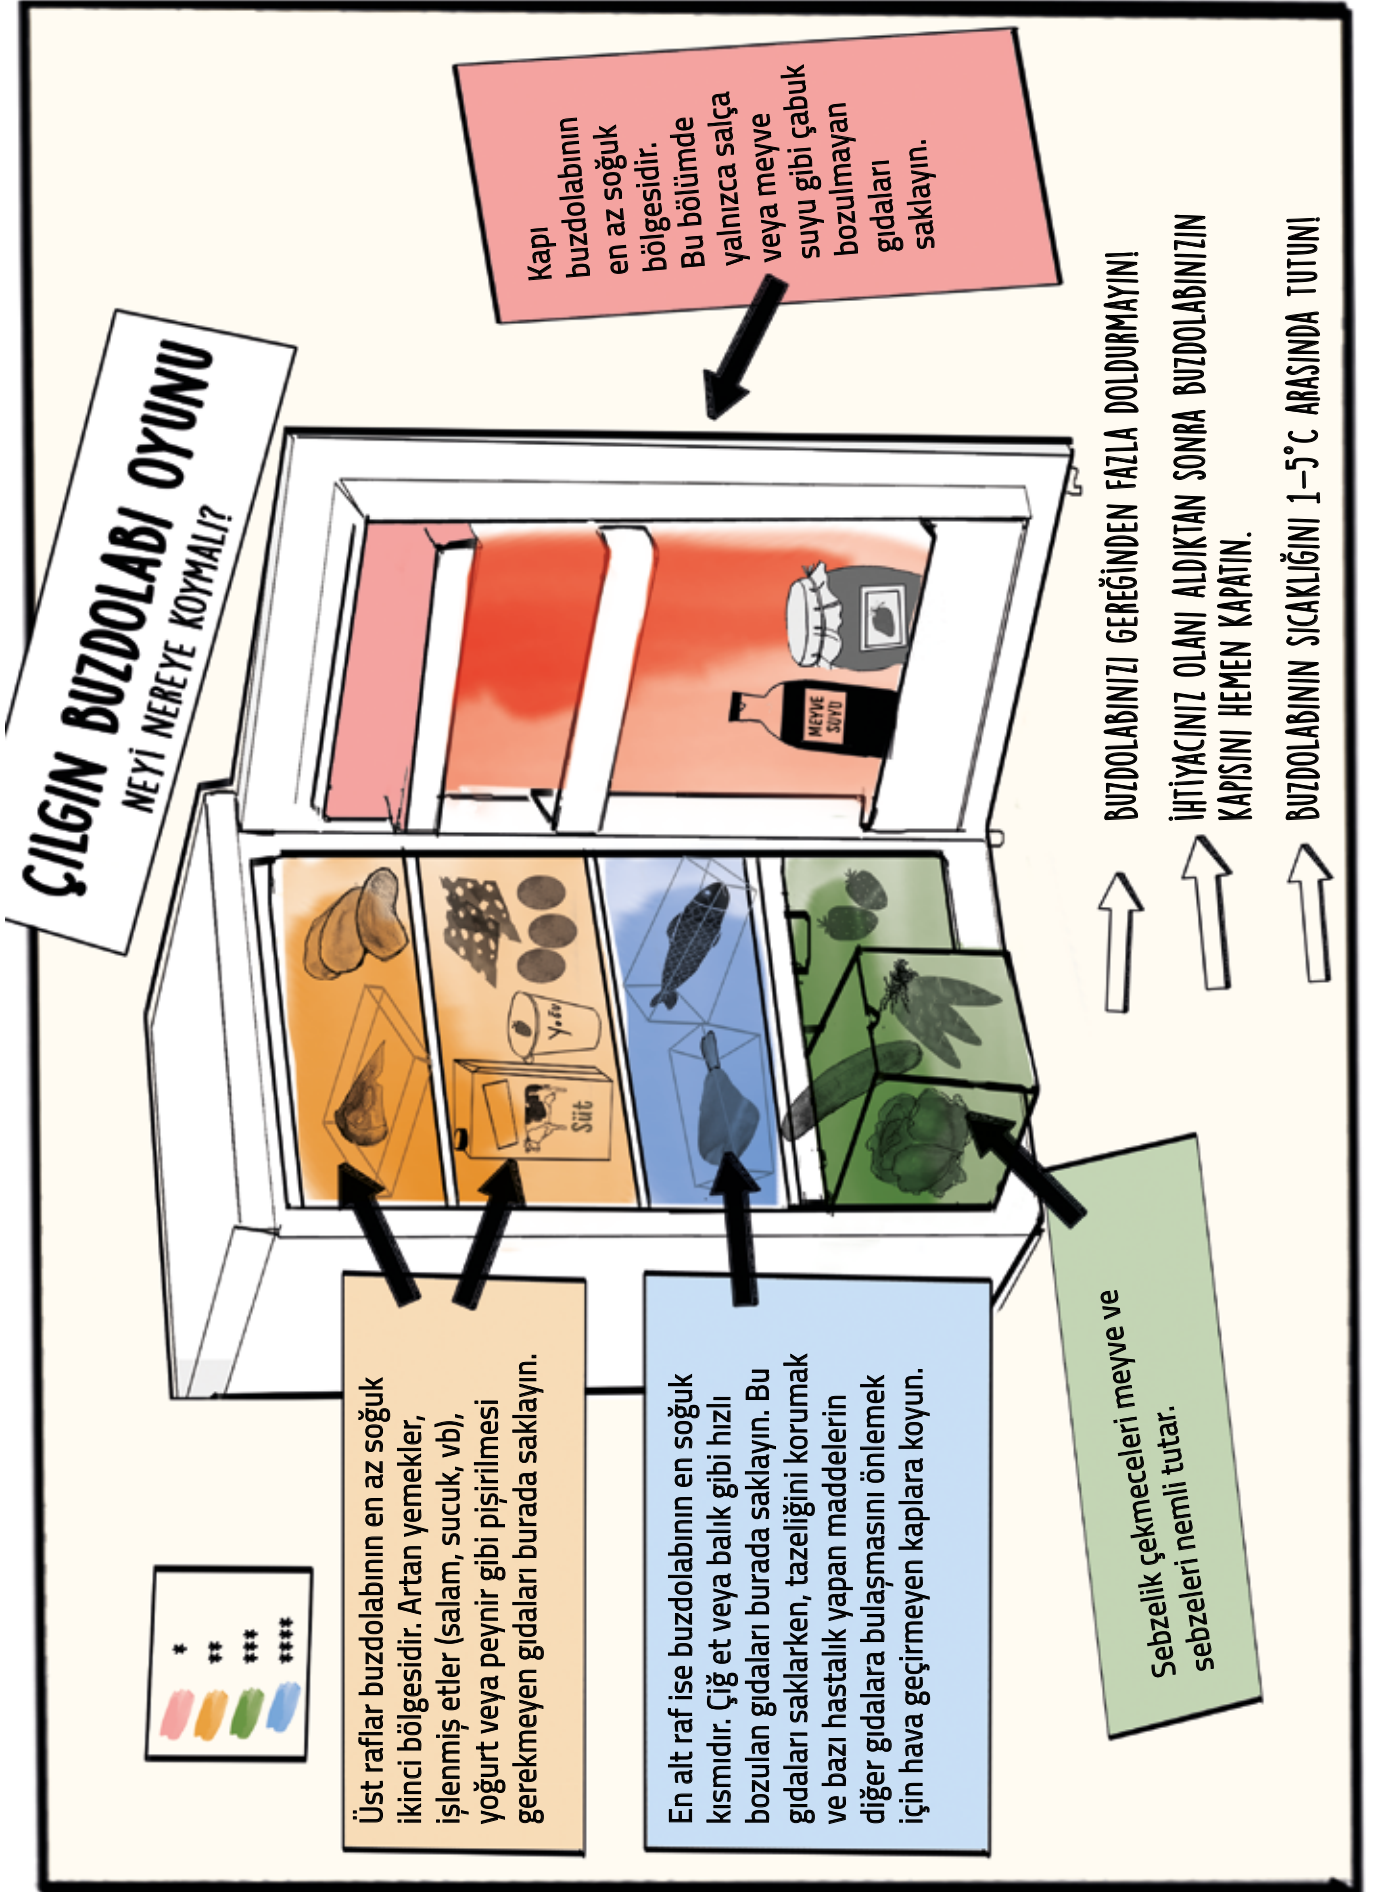 ÇILGIN BUZDOLABI OYUNU
NEYİ NEREYE KOYMALI?
*
**
***
****
Üst raflar buzdolabının en az soğuk
ikinci bölgesidir. Artan yemekler,
işlenmiş etler (salam, sucuk, vb),
yoğurt veya peynir gibi pişirilmesi
gerekmeyen gıdaları burada saklayın.
En alt raf ise buzdolabının en soğuk
kısmıdır. Çiğ et veya balık gibi hızlı
bozulan gıdaları burada saklayın. Bu
gıdaları saklarken, tazeliğini korumak
ve bazı hastalık yapan maddelerin
diğer gıdalara bulaşmasını önlemek
için hava geçirmeyen kaplara koyun.
Sebzelik çekmeceleri meyve ve
sebzeleri nemli tutar.
Süt
Yoğu
MEYVE
SUYU
Kapı
buzdolabının
en az soğuk
bölgesidir.
Bu bölümde
yalnızca salça
veya meyve
suyu gibi çabuk
bozulmayan
gıdaları
saklayın.
BUZDOLABINIZI GEREĞİNDEN FAZLA DOLDURMAYIN!
İHTİYACINIZ OLANI ALDIKTAN SONRA BUZDOLABINIZIN
KAPISINI HEMEN KAPATIN.
BUZDOLABININ SICAKLIĞINI 1–5°C ARASINDA TUTUN!